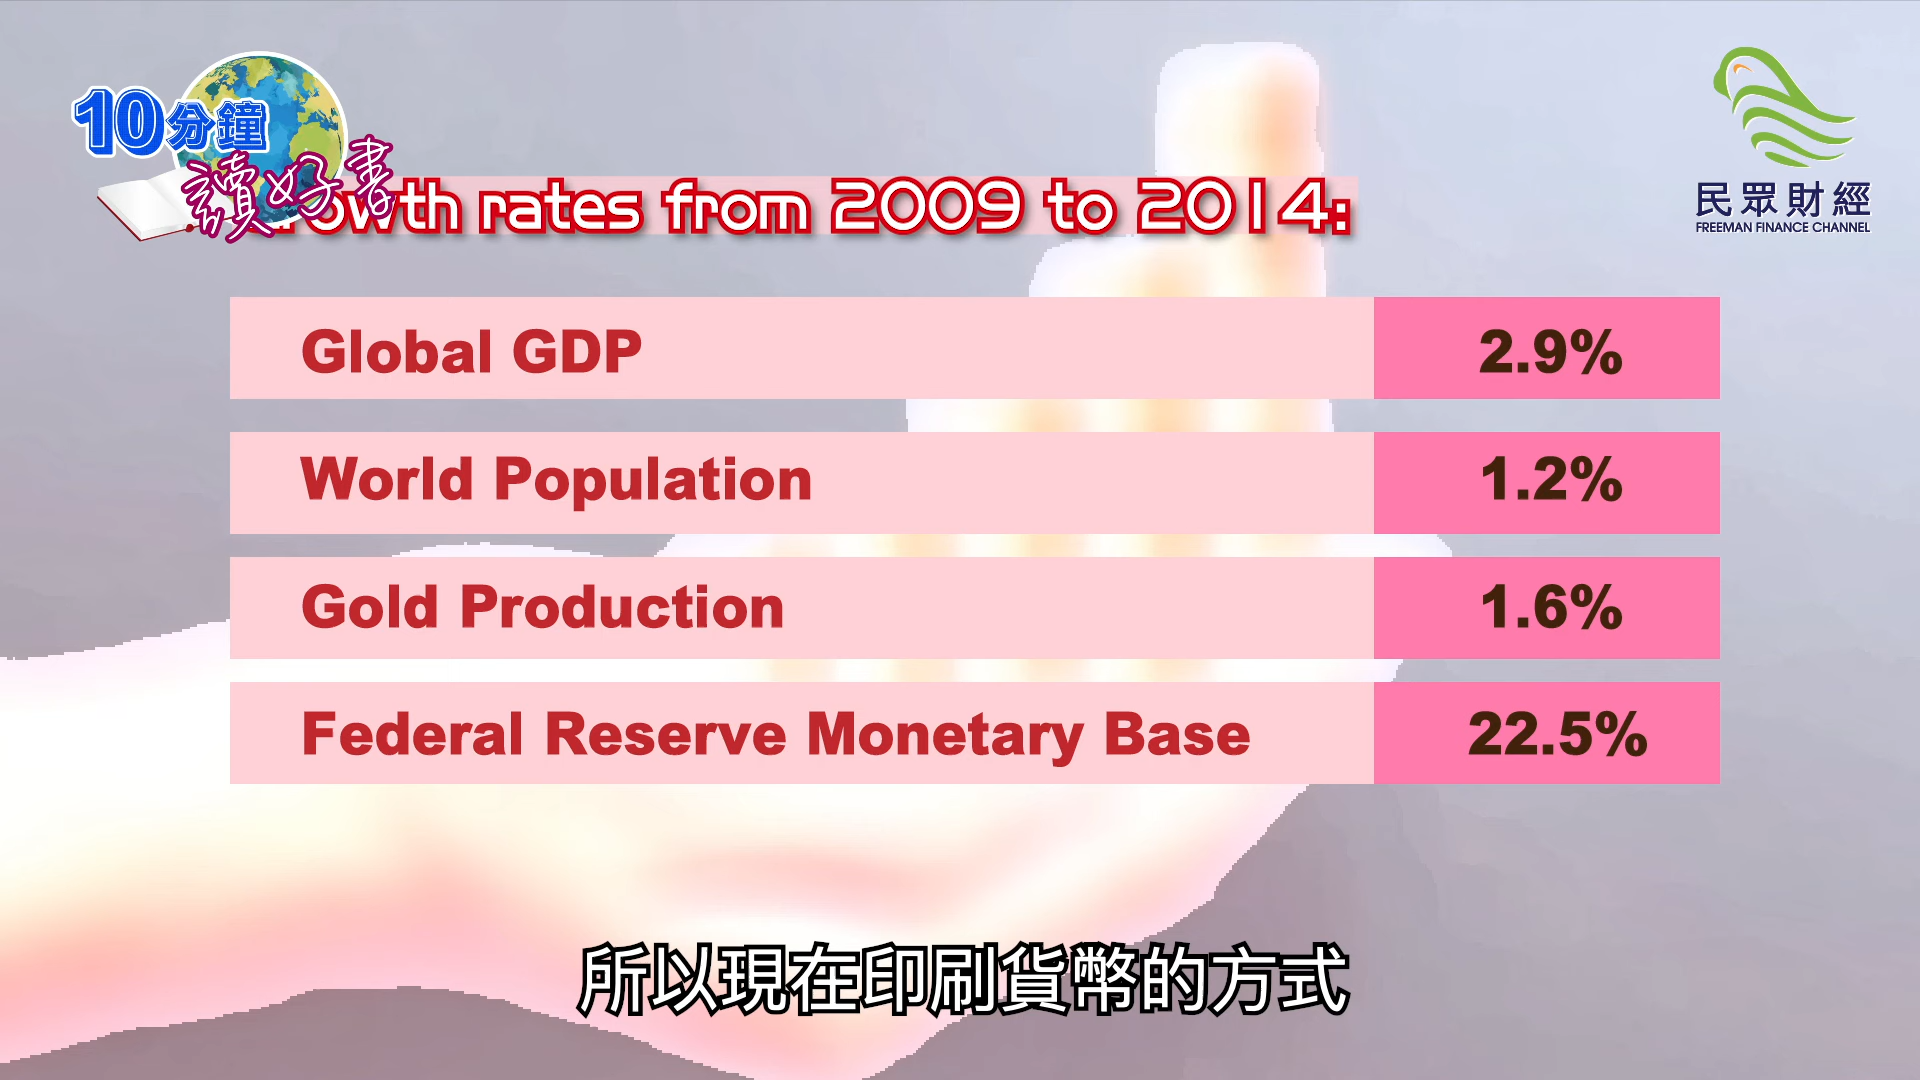 10分鐘
讀好書
owth rates from 2009 to 2014:
民眾財經
FREEMAN FINANCE CHANNEL
Global GDP 2.9%
World Population 1.2%
Gold Production 1.6%
Federal Reserve Monetary Base 22.5%
所以現在印刷貨幣的方式